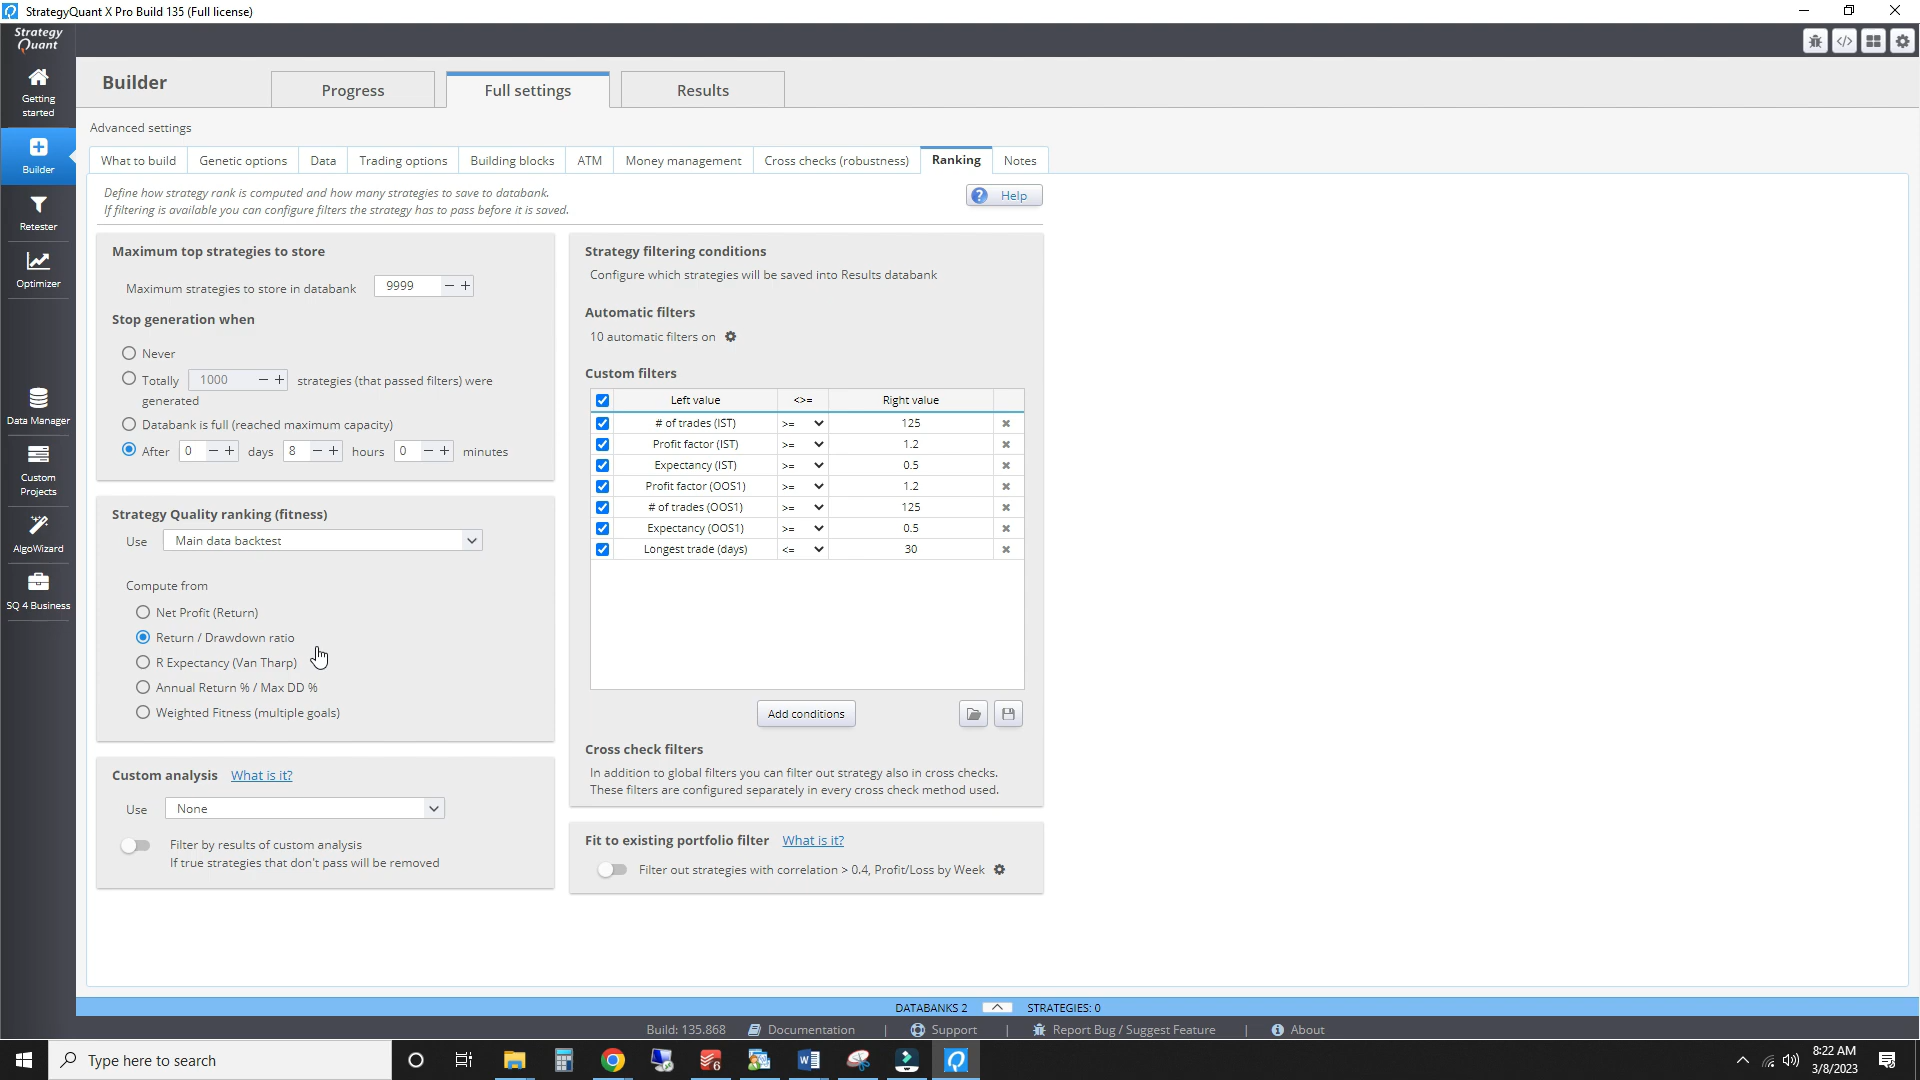 StrategyQuant X Pro Build 135 (Full license)
Strategy
Quant
Getting
started
Builder
Retester
Optimizer
Data Manager
Custom
Projects
AlgoWizard
SQ 4 Business
Builder
Progress
Full settings
Results
Advanced settings
What to build
Genetic options
Data
Trading options
Building blocks
ATM
Money management
Cross checks (robustness)
Ranking
Notes
Define how strategy rank is computed and how many strategies to save to databank.
If filtering is available you can configure filters the strategy has to pass before it is saved.
? Help
Maximum top strategies to store
Maximum strategies to store in databank 9999 − +
Stop generation when
Never
Totally 1000 − + strategies (that passed filters) were
generated
Databank is full (reached maximum capacity)
After 0 − + days 8 − + hours 0 − + minutes
Strategy Quality ranking (fitness)
Use Main data backtest
Compute from
Net Profit (Return)
Return / Drawdown ratio
R Expectancy (Van Tharp)
Annual Return % / Max DD %
Weighted Fitness (multiple goals)
Custom analysis What is it?
Use None
Filter by results of custom analysis
If true strategies that don't pass will be removed
Strategy filtering conditions
Configure which strategies will be saved into Results databank
Automatic filters
10 automatic filters on
Custom filters
Left value <>= Right value
# of trades (IST) >= 125
Profit factor (IST) >= 1.2
Expectancy (IST) >= 0.5
Profit factor (OOS1) >= 1.2
# of trades (OOS1) >= 125
Expectancy (OOS1) >= 0.5
Longest trade (days) <= 30
Add conditions
Cross check filters
In addition to global filters you can filter out strategy also in cross checks.
These filters are configured separately in every cross check method used.
Fit to existing portfolio filter What is it?
Filter out strategies with correlation > 0.4, Profit/Loss by Week
DATABANKS 2 STRATEGIES: 0
Build: 135.868 Documentation | Support | Report Bug / Suggest Feature | About
Type here to search
6
8:22 AM
3/8/2023